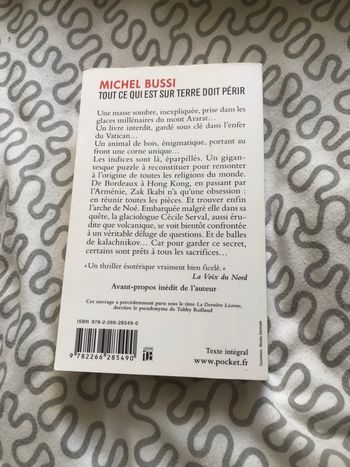 MICHEL BUSSI
TOUT CE QUI EST SUR TERRE DOIT PÉRIR
Une masse sombre, inexpliquée, prise dans les
glaces millénaires du mont Ararat…
Un livre interdit, gardé sous clé dans l'enfer
du Vatican…
Un animal de bois, énigmatique, portant au
front une corne unique…
Les indices sont là, éparpillés. Un gigan-
tesque puzzle à reconstituer pour remonter
à l'origine de toutes les religions du monde.
De Bordeaux à Hong Kong, en passant par
l'Arménie, Zak Ikabi n'a qu'une obsession :
en réunir toutes les pièces. Et trouver enfin
l'arche de Noé. Embarquée malgré elle dans sa
quête, la glaciologue Cécile Serval, aussi éru-
dite que volcanique, se voit bientôt confrontée
à un véritable déluge de questions. Et de balles
de kalachnikov… Car pour garder ce secret,
certains sont prêts à tous les sacrifices…
« Un thriller ésotérique vraiment bien ficelé. »
La Voix du Nord
Avant-propos inédit de l'auteur
Cet ouvrage a précédemment paru sous le titre La Dernière Licorne,
derrière le pseudonyme de Tobby Rolland
ISBN 978-2-266-28549-0
9 782266 285490
Texte intégral
www.pocket.fr